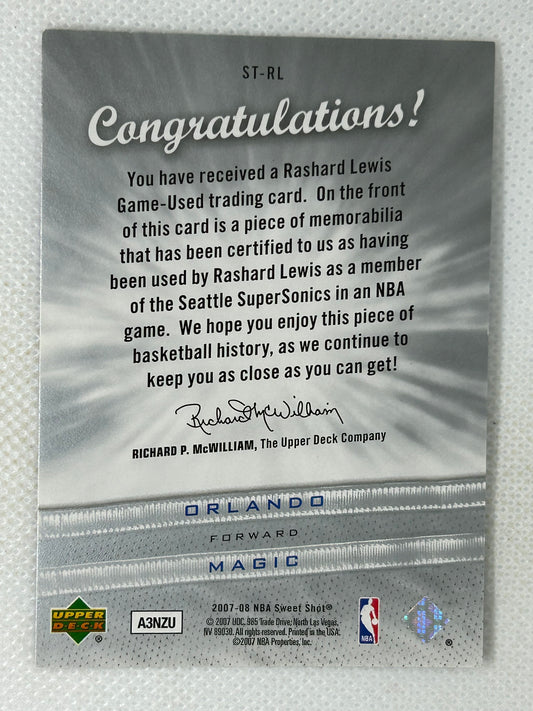 ST-RL
Congratulations!
You have received a Rashard Lewis
Game-Used trading card. On the front
of this card is a piece of memorabilia
that has been certified to us as having
been used by Rashard Lewis as a member
of the Seattle SuperSonics in an NBA
game. We hope you enjoy this piece of
basketball history, as we continue to
keep you as close as you can get!
Richard McWilliam
RICHARD P. McWILLIAM, The Upper Deck Company
ORLANDO
FORWARD
MAGIC
UPPER
DECK
®
A3NZU
2007-08 NBA Sweet Shot®
© 2007 UDC, 985 Trade Drive, North Las Vegas,
NV 89030. All rights reserved. Printed in the USA.
©2007 NBA Properties, Inc.
NBA
®